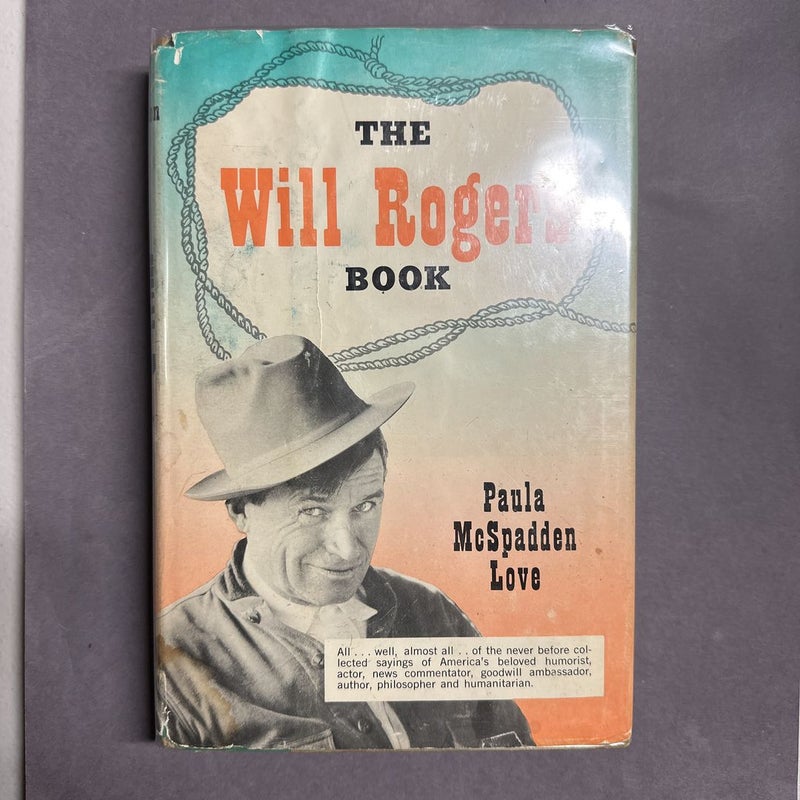 THE
Will Rogers
BOOK
Paula
McSpadden
Love
All . . . well, almost all . . of the never before col-
lected sayings of America's beloved humorist,
actor, news commentator, goodwill ambassador,
author, philosopher and humanitarian.